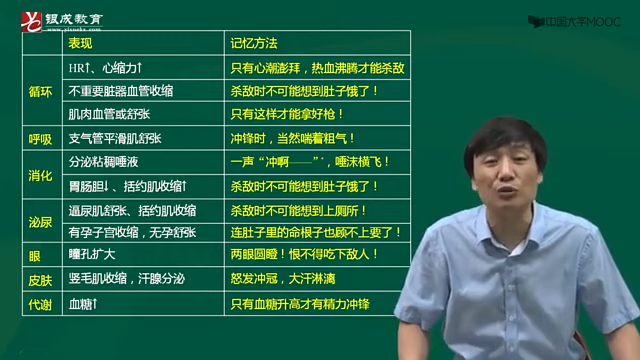 银成教育
www.yixueks.com
中国大学MOOC
表现 记忆方法
循环 HR↑、心缩力↑ 只有心潮澎拜，热血沸腾才能杀敌
不重要脏器血管收缩 杀敌时不可能想到肚子饿了！
肌肉血管或舒张 只有这样才能拿好枪！
呼吸 支气管平滑肌舒张 冲锋时，当然喘着粗气！
消化 分泌粘稠唾液 一声“冲啊——”，唾沫横飞！
胃肠胆↓、括约肌收缩↑ 杀敌时不可能想到肚子饿了！
泌尿 逼尿肌舒张、括约肌收缩 杀敌时不可能想到上厕所！
有孕子宫收缩，无孕舒张 连肚子里的命根子也顾不上要了！
眼 瞳孔扩大 两眼圆瞪！恨不得吃下敌人！
皮肤 竖毛肌收缩，汗腺分泌 怒发冲冠，大汗淋漓
代谢 血糖↑ 只有血糖升高才有精力冲锋